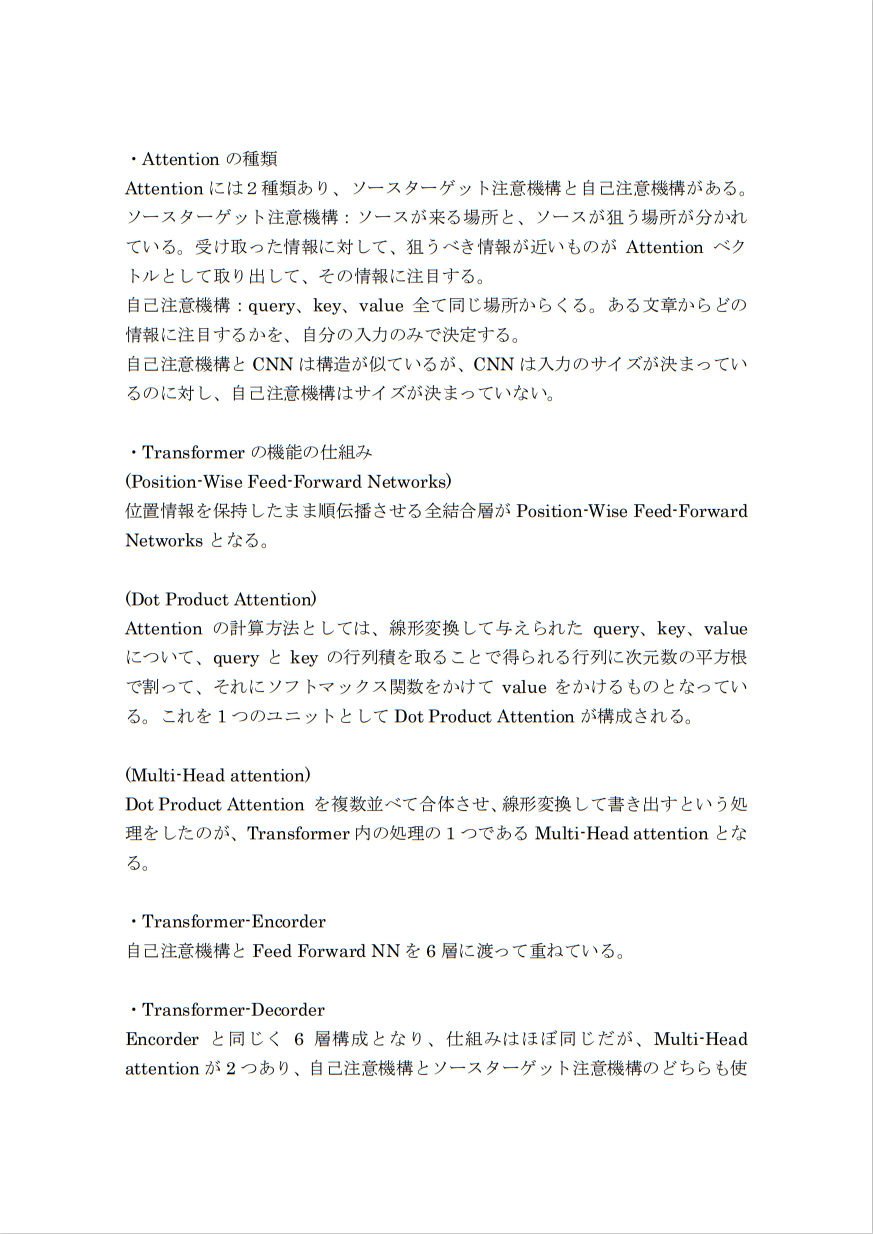 ・Attention の種類
Attention には２種類あり、ソースターゲット注意機構と自己注意機構がある。
ソースターゲット注意機構：ソースが来る場所と、ソースが狙う場所が分かれ
ている。受け取った情報に対して、狙うべき情報が近いものが Attention ベク
トルとして取り出して、その情報に注目する。
自己注意機構：query、key、value 全て同じ場所からくる。ある文章からどの
情報に注目するかを、自分の入力のみで決定する。
自己注意機構と CNN は構造が似ているが、CNN は入力のサイズが決まってい
るのに対し、自己注意機構はサイズが決まっていない。
・Transformer の機能の仕組み
(Position-Wise Feed-Forward Networks)
位置情報を保持したまま順伝播させる全結合層が Position-Wise Feed-Forward
Networks となる。
(Dot Product Attention)
Attention の計算方法としては、線形変換して与えられた query、key、value
について、query と key の行列積を取ることで得られる行列に次元数の平方根
で割って、それにソフトマックス関数をかけて value をかけるものとなってい
る。これを 1 つのユニットとして Dot Product Attention が構成される。
(Multi-Head attention)
Dot Product Attention を複数並べて合体させ、線形変換して書き出すという処
理をしたのが、Transformer 内の処理の 1 つである Multi-Head attention とな
る。
・Transformer-Encorder
自己注意機構と Feed Forward NN を 6 層に渡って重ねている。
・Transformer-Decorder
Encorder と同じく 6 層構成となり、仕組みはほぼ同じだが、Multi-Head
attention が 2 つあり、自己注意機構とソースターゲット注意機構のどちらも使